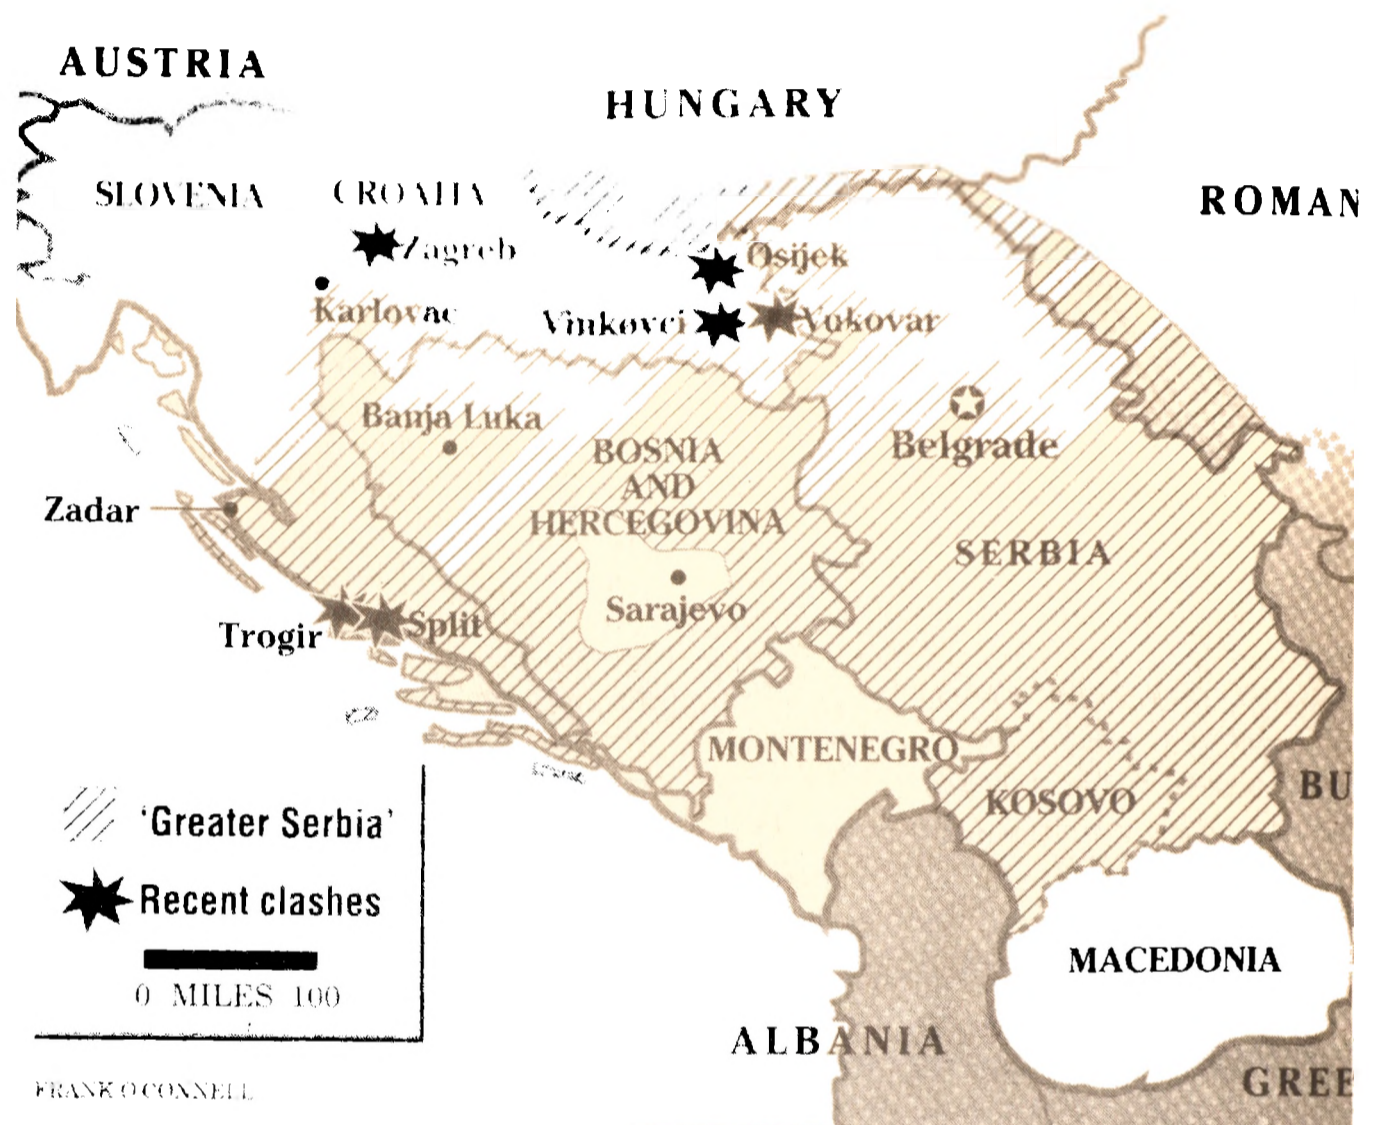 AUSTRIA
HUNGARY
SLOVENIA
CROATIA
ROMAN
Zagreb
Osijek
Karlovac
Vinkovci
Vukovar
Banja Luka
Belgrade
BOSNIA
AND
HERCEGOVINA
Zadar
SERBIA
Sarajevo
Trogir
Split
MONTENEGRO
KOSOVO
BU
'Greater Serbia'
Recent clashes
0 MILES 100
MACEDONIA
ALBANIA
GREE
FRANK O CONNELL